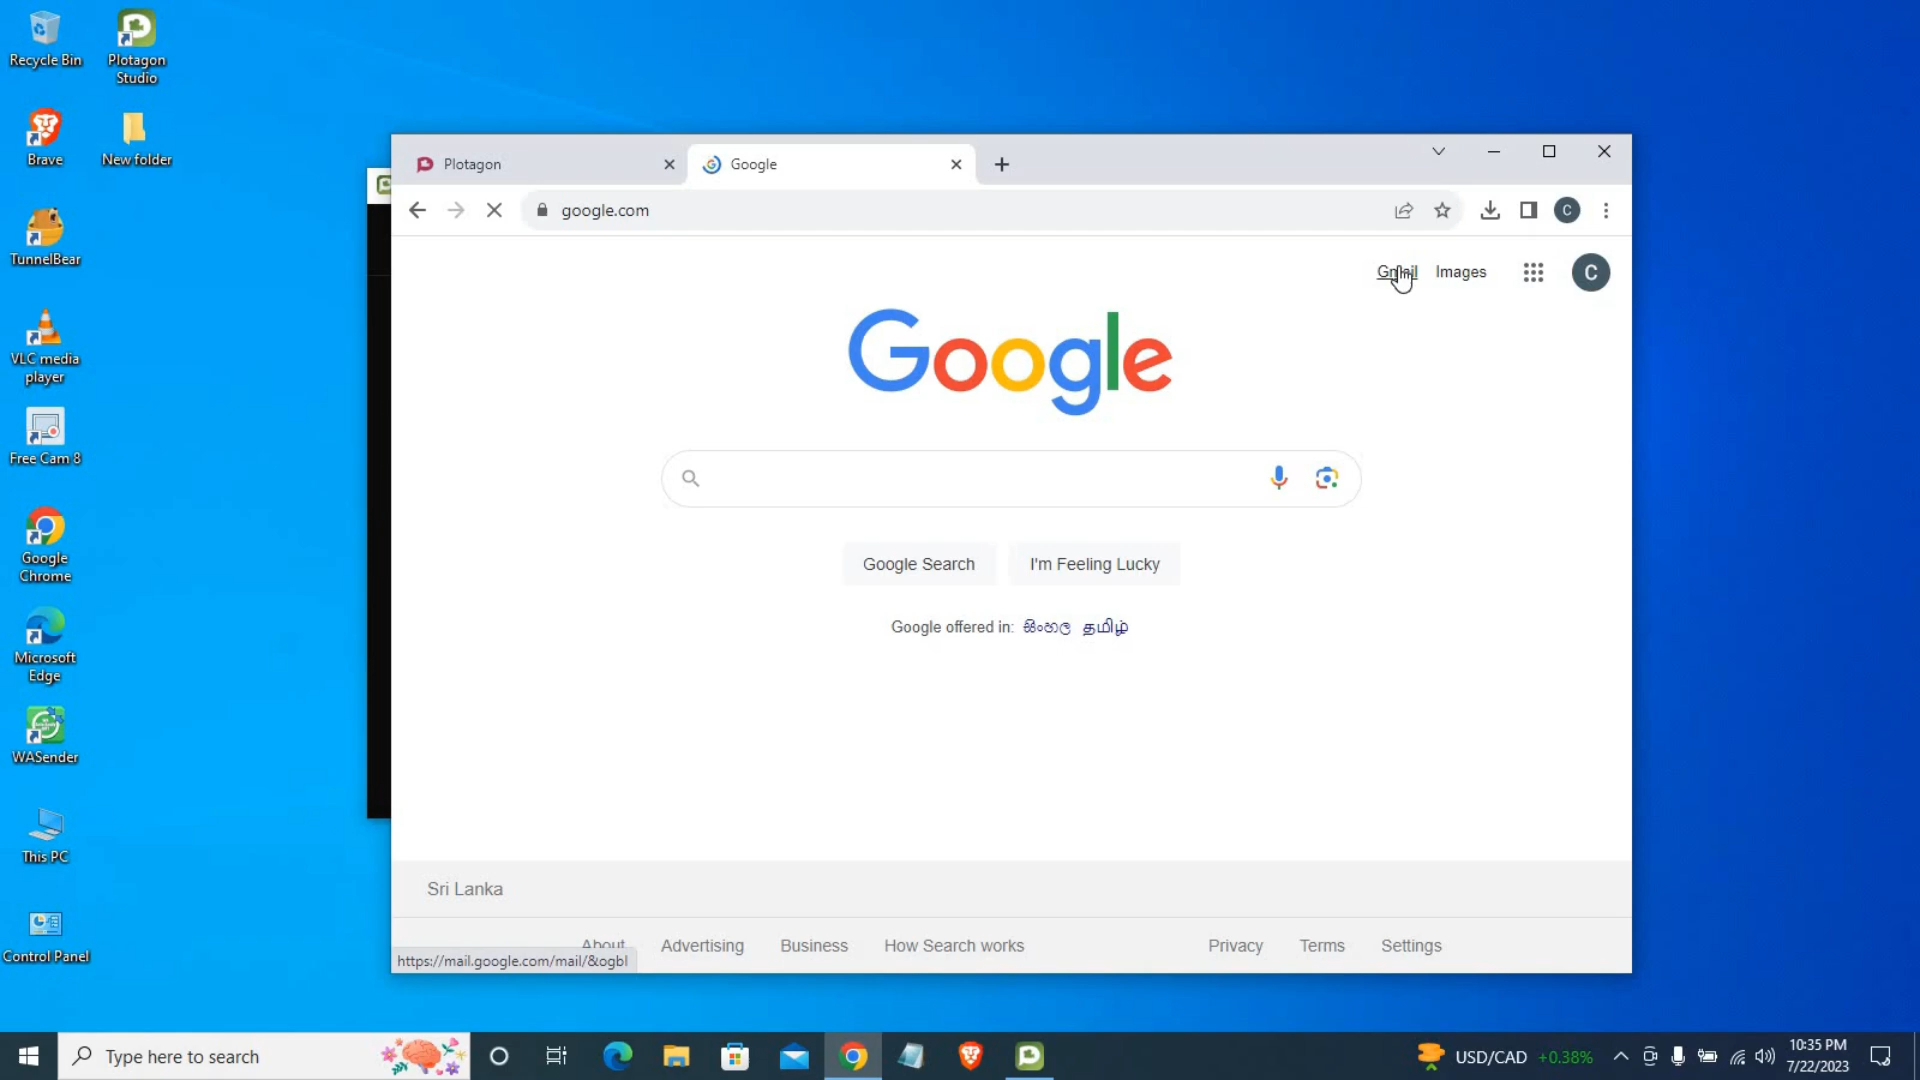 Recycle Bin
Plotagon
Studio
Brave
New folder
TunnelBear
VLC media
player
Free Cam 8
Google
Chrome
Microsoft
Edge
WASender
This PC
Control Panel
Plotagon
Google
google.com
C
Gmail
Images
C
Google
Google Search
I'm Feeling Lucky
Google offered in: සිංහල தமிழ்
Sri Lanka
About
Advertising
Business
How Search works
Privacy
Terms
Settings
https://mail.google.com/mail/&ogbl
Type here to search
USD/CAD +0.38%
10:35 PM
7/22/2023